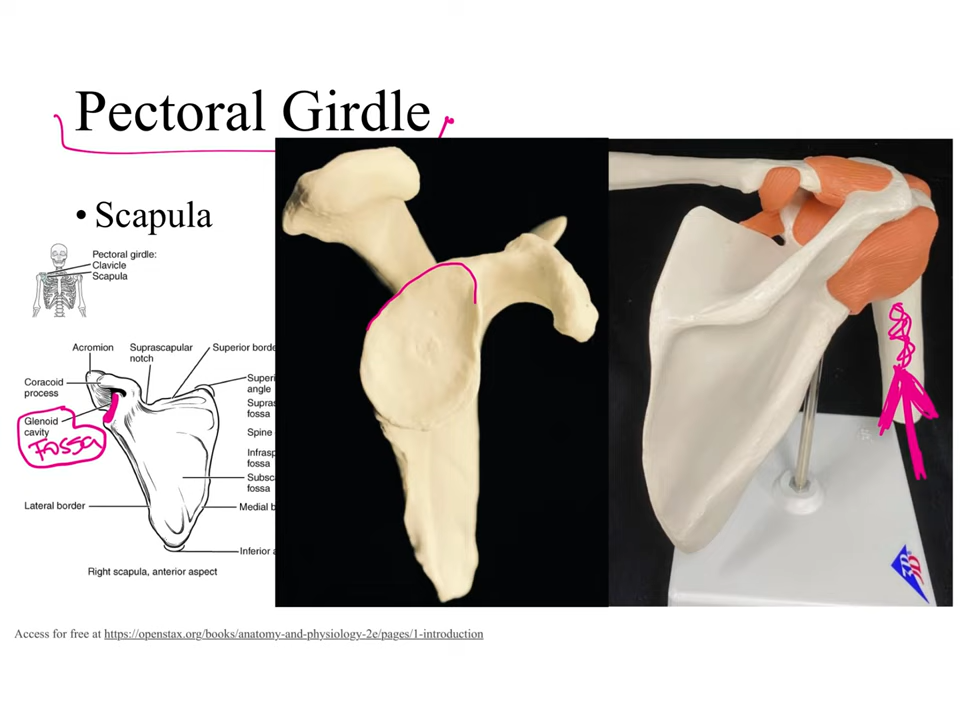 Pectoral Girdle
• Scapula
Pectoral girdle:
Clavicle
Scapula
Acromion
Suprascapular
notch
Superior borde
Coracoid
process
Superi
angle
Supras
fossa
Glenoid
cavity
Fossa
Spine
Infrasp
fossa
Subsc
fossa
Lateral border
Medial b
Inferior a
Right scapula, anterior aspect
3B
Access for free at https://openstax.org/books/anatomy-and-physiology-2e/pages/1-introduction